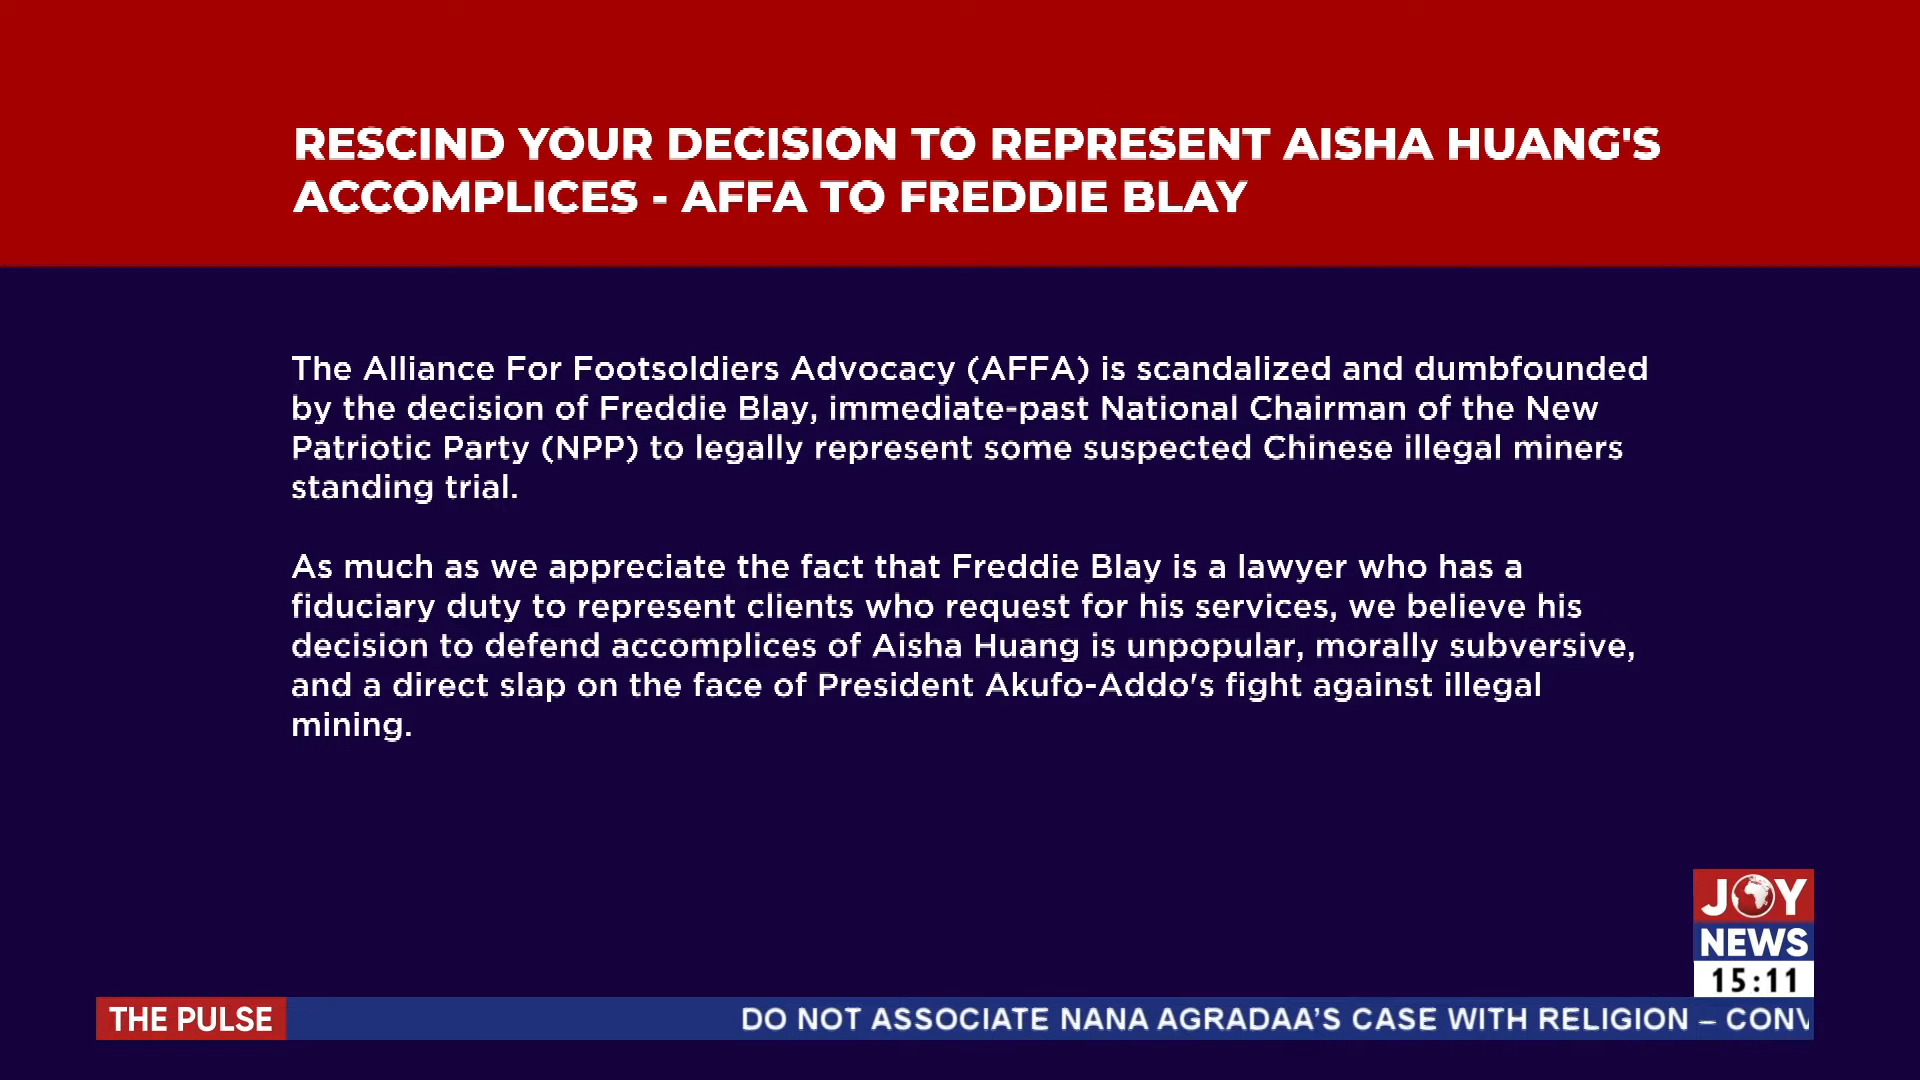 RESCIND YOUR DECISION TO REPRESENT AISHA HUANG'S
ACCOMPLICES - AFFA TO FREDDIE BLAY
The Alliance For Footsoldiers Advocacy (AFFA) is scandalized and dumbfounded
by the decision of Freddie Blay, immediate-past National Chairman of the New
Patriotic Party (NPP) to legally represent some suspected Chinese illegal miners
standing trial.
As much as we appreciate the fact that Freddie Blay is a lawyer who has a
fiduciary duty to represent clients who request for his services, we believe his
decision to defend accomplices of Aisha Huang is unpopular, morally subversive,
and a direct slap on the face of President Akufo-Addo's fight against illegal
mining.
JOY
NEWS
15:11
THE PULSE
DO NOT ASSOCIATE NANA AGRADAA’S CASE WITH RELIGION –